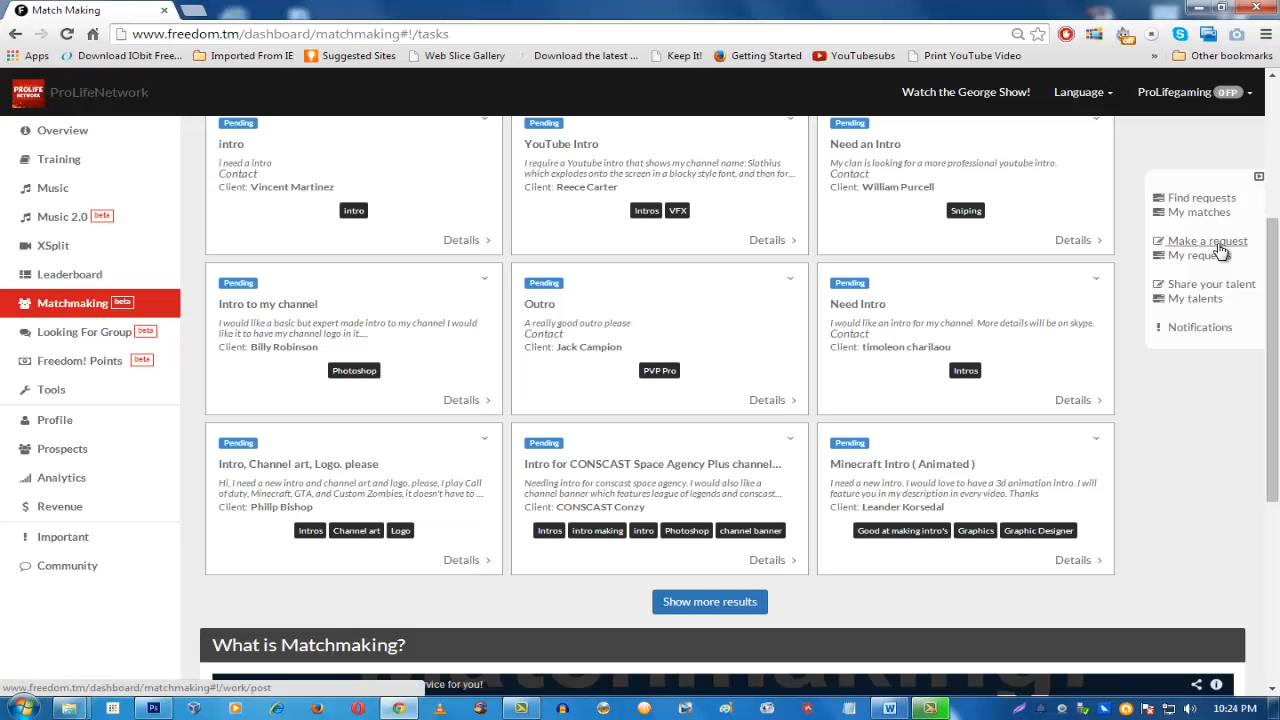 Match Making
www.freedom.tm/dashboard/matchmaking#!/tasks
Apps
Download IObit Free...
Imported From IE
Suggested Sites
Web Slice Gallery
Download the latest ...
Keep It!
Getting Started
Youtubesubs
Print YouTube Video
»
Other bookmarks
PROLIFE
NETWORK
ProLifeNetwork
Watch the George Show!
Language
ProLifegaming
0 FP
Overview
Training
Music
Music 2.0 beta
XSplit
Leaderboard
Matchmaking beta
Looking For Group beta
Freedom! Points beta
Tools
Profile
Prospects
Analytics
Revenue
Important
Community
Pending
intro
i need a intro
Contact
Client: Vincent Martinez
intro
Details
Pending
YouTube Intro
I require a Youtube intro that shows my channel name: Slothius
which explodes onto the screen in a blocky style font, and then for...
Client: Reece Carter
Intros VFX
Details
Pending
Need an Intro
My clan is looking for a more professional youtube intro.
Contact
Client: William Purcell
Sniping
Details
Pending
Intro to my channel
I would like a basic but expert made intro to my channel I would
like it to have my channel logo in it....
Client: Billy Robinson
Photoshop
Details
Pending
Outro
A really good outro please
Contact
Client: Jack Campion
PVP Pro
Details
Pending
Need Intro
I would like an intro for my channel. More details will be on skype.
Contact
Client: timoleon charilaou
Intros
Details
Pending
Intro, Channel art, Logo. please
Hi, I need a new intro and channel art and logo. please, I play Call
of duty, Minecraft, GTA, and Custom Zombies, it doesn't have to ...
Client: Philip Bishop
Intros Channel art Logo
Details
Pending
Intro for CONSCAST Space Agency Plus channel...
Needing intro for conscast space agency. I would also like a
channel banner which features league of legends and conscast...
Client: CONSCAST Conzy
Intros intro making intro Photoshop channel banner
Details
Pending
Minecraft Intro ( Animated )
I need a new intro. I would love to have a 3d animation intro. I will
feature you in my description in every video. Thanks
Client: Leander Korsedal
Good at making intro's Graphics Graphic Designer
Details
Show more results
What is Matchmaking?
vice for you!
Find requests
My matches
Make a request
Share your talent
My talents
Notifications
www.freedom.tm/dashboard/matchmaking#!/work/post
10:24 PM